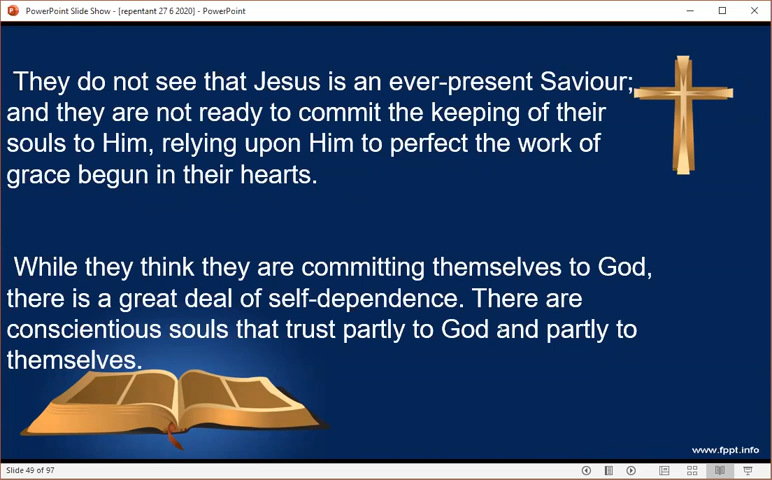 PowerPoint Slide Show - [repentant 27 6 2020] - PowerPoint
They do not see that Jesus is an ever-present Saviour;
and they are not ready to commit the keeping of their
souls to Him, relying upon Him to perfect the work of
grace begun in their hearts.
While they think they are committing themselves to God,
there is a great deal of self-dependence. There are
conscientious souls that trust partly to God and partly to
themselves.
www.fppt.info
Slide 49 of 97